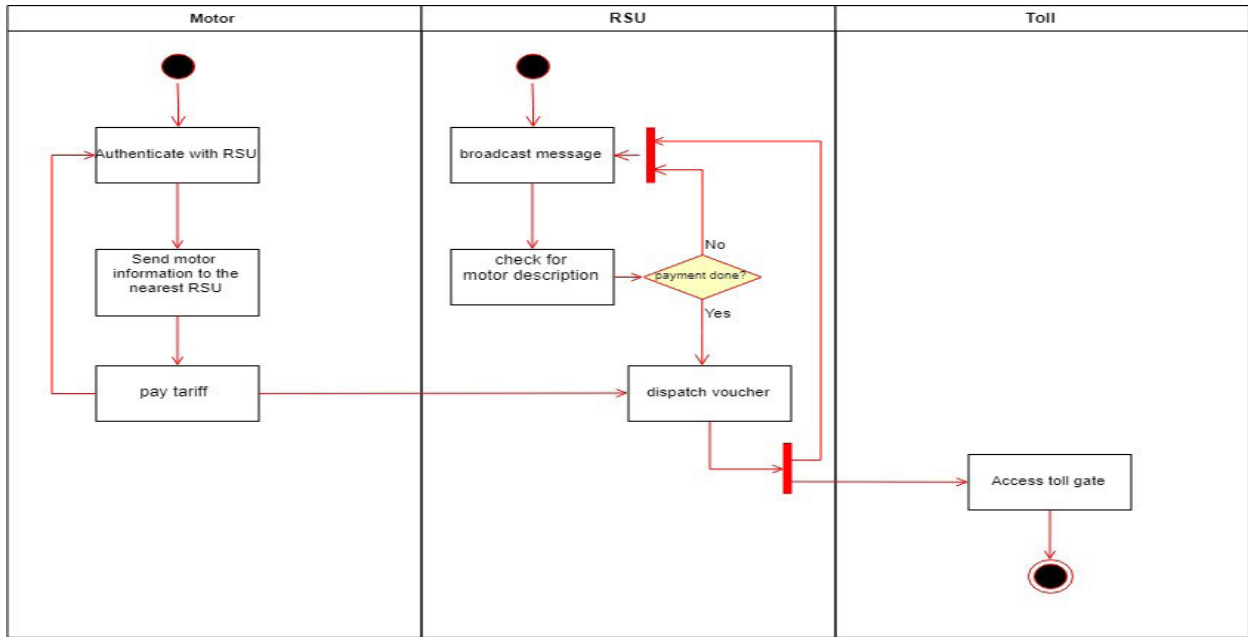 Motor
RSU
Toll
Authenticate with RSU
Send motor
information to the
nearest RSU
pay tariff
broadcast message
check for
motor description
payment done?
No
Yes
dispatch voucher
Access toll gate